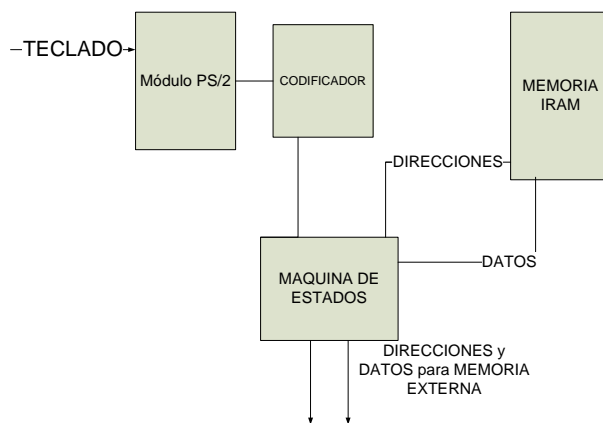 TECLADO
Módulo PS/2
CODIFICADOR
MEMORIA
IRAM
DIRECCIONES
DATOS
MAQUINA DE
ESTADOS
DIRECCIONES y
DATOS para MEMORIA
EXTERNA